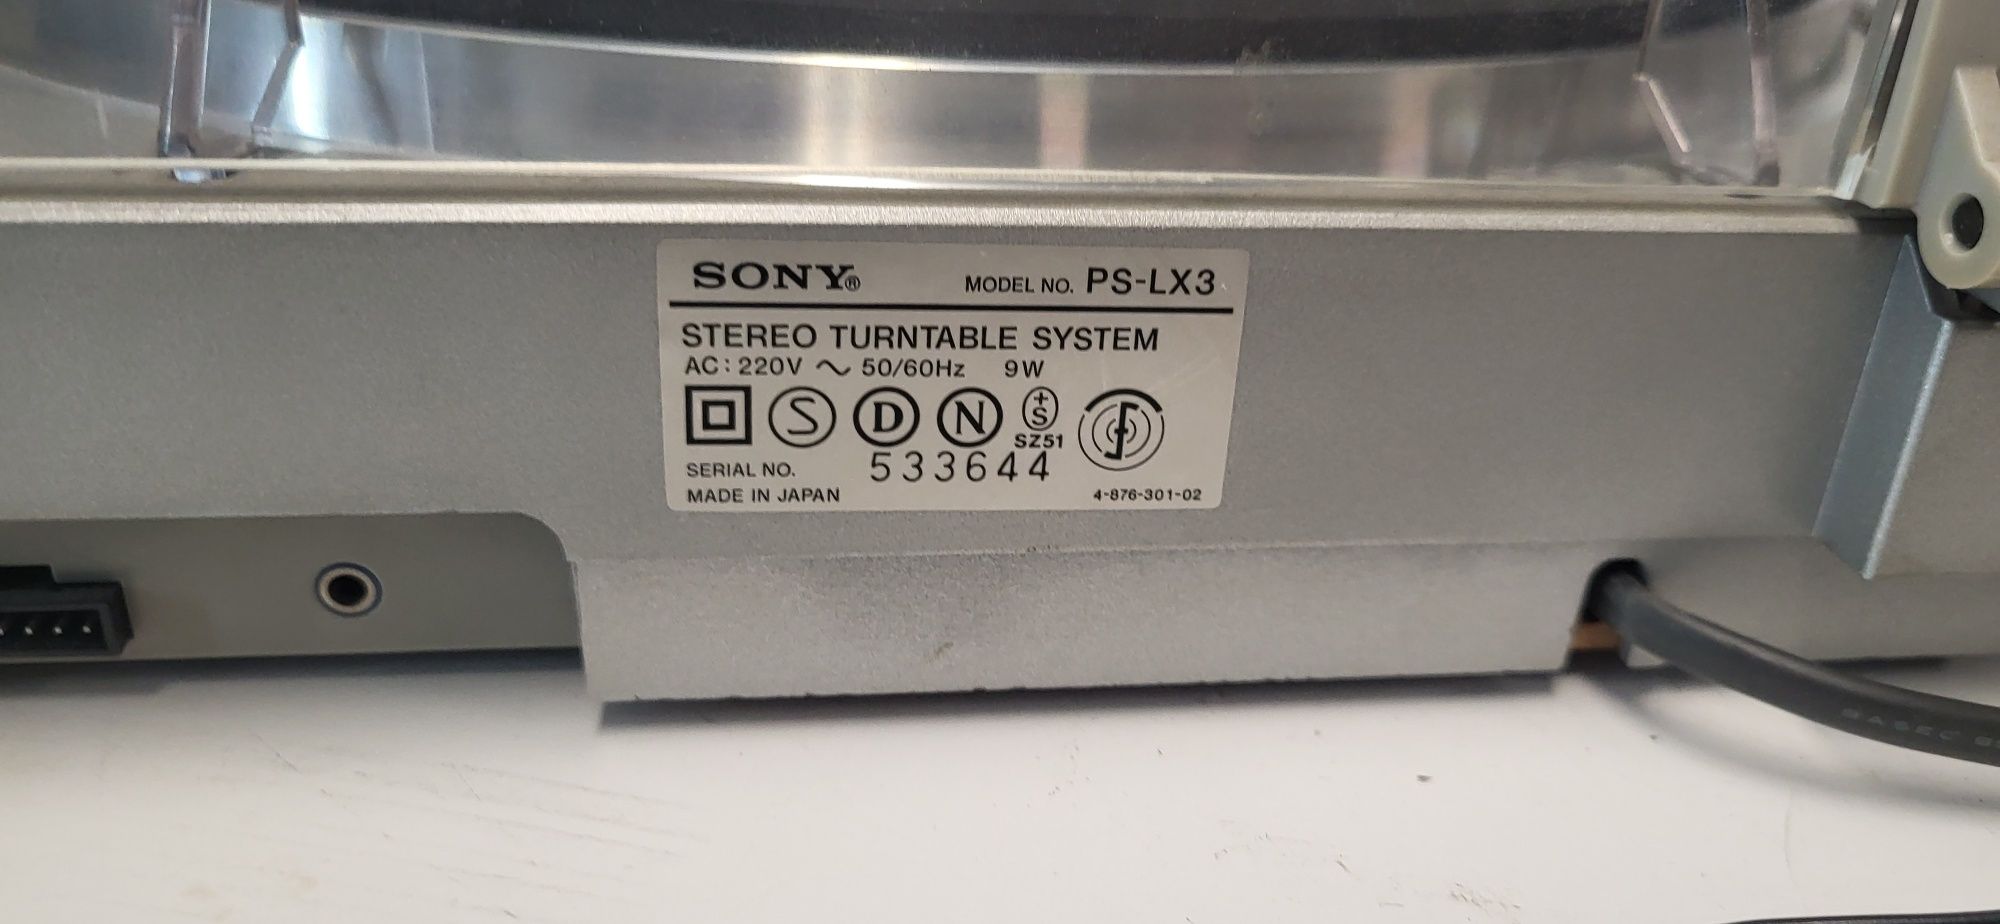 SONY® MODEL NO. PS-LX3
STEREO TURNTABLE SYSTEM
AC: 220V ~ 50/60Hz 9W
S D N +S
SZ51
SERIAL NO. 533644
MADE IN JAPAN 4-876-301-02